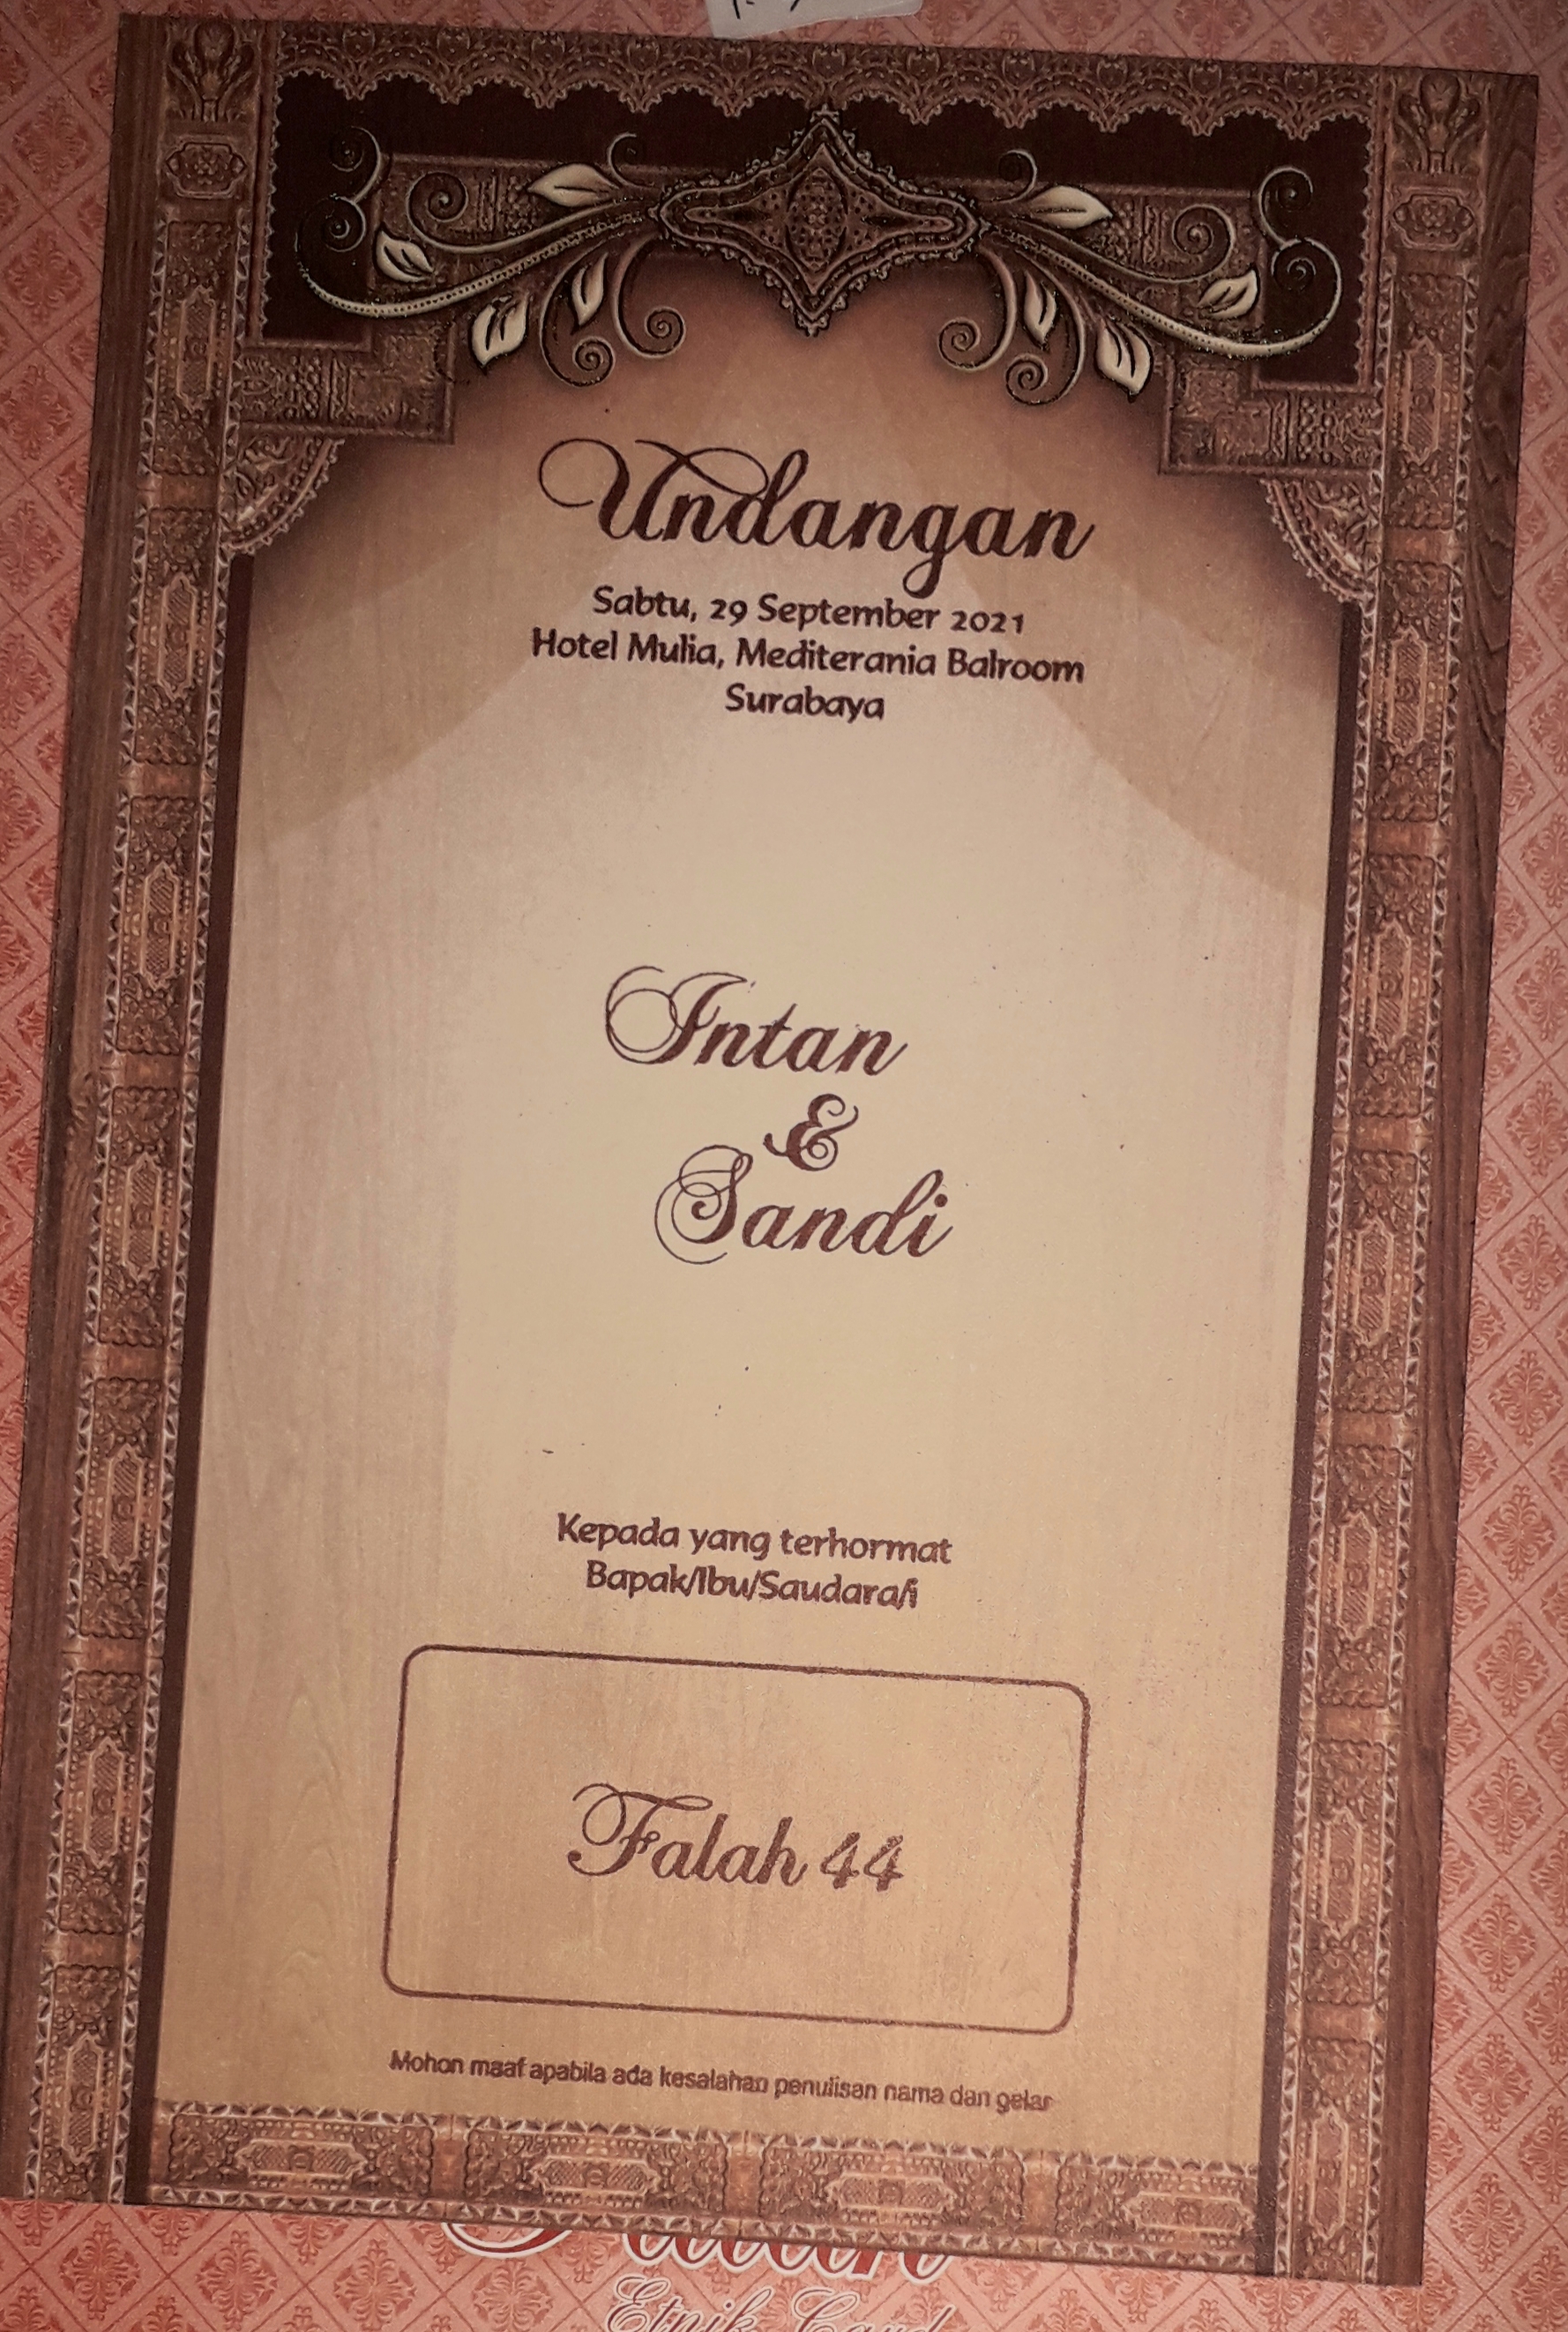 Undangan
Sabtu, 29 September 2021
Hotel Mulia, Mediterania Balroom
Surabaya
Intan
&
Sandi
Kepada yang terhormat
Bapak/Ibu/Saudara/i
Falah 44
Mohon maaf apabila ada kesalahan penulisan nama dan gelar
Etnik Card